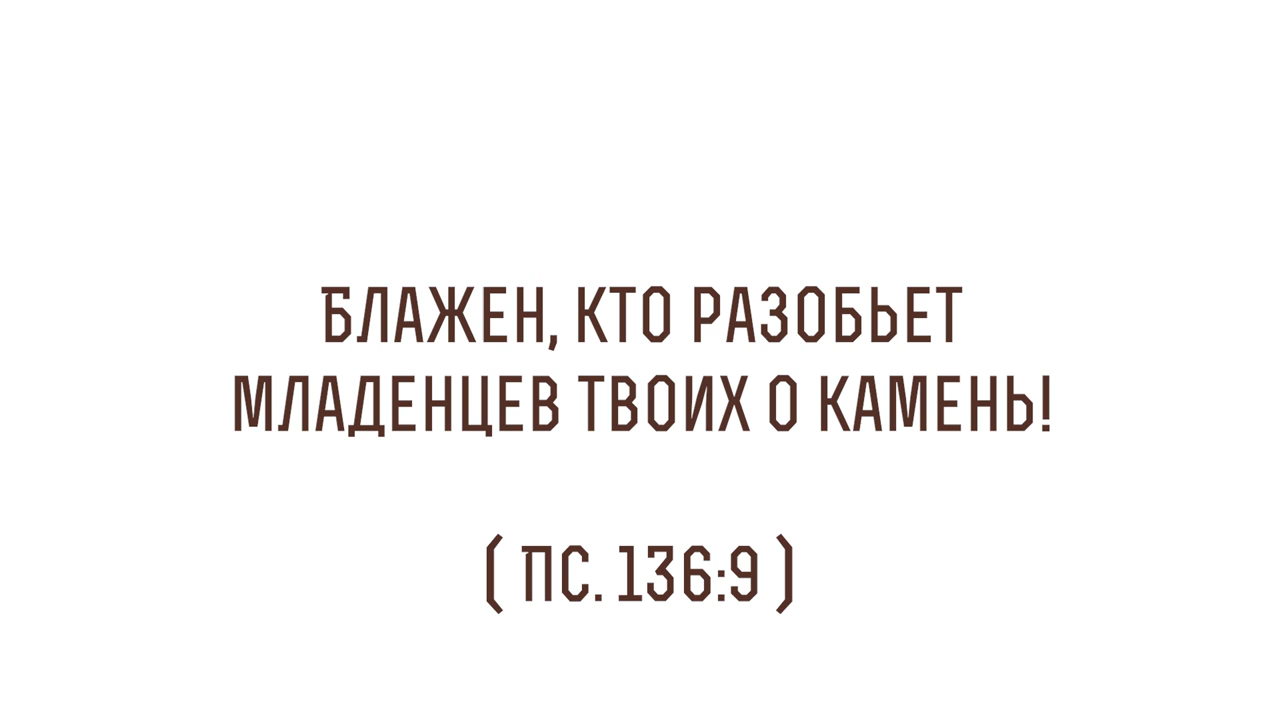 БЛАЖЕН, КТО РАЗОБЬЕТ
МЛАДЕНЦЕВ ТВОИХ О КАМЕНЬ!
( ПС. 136:9 )